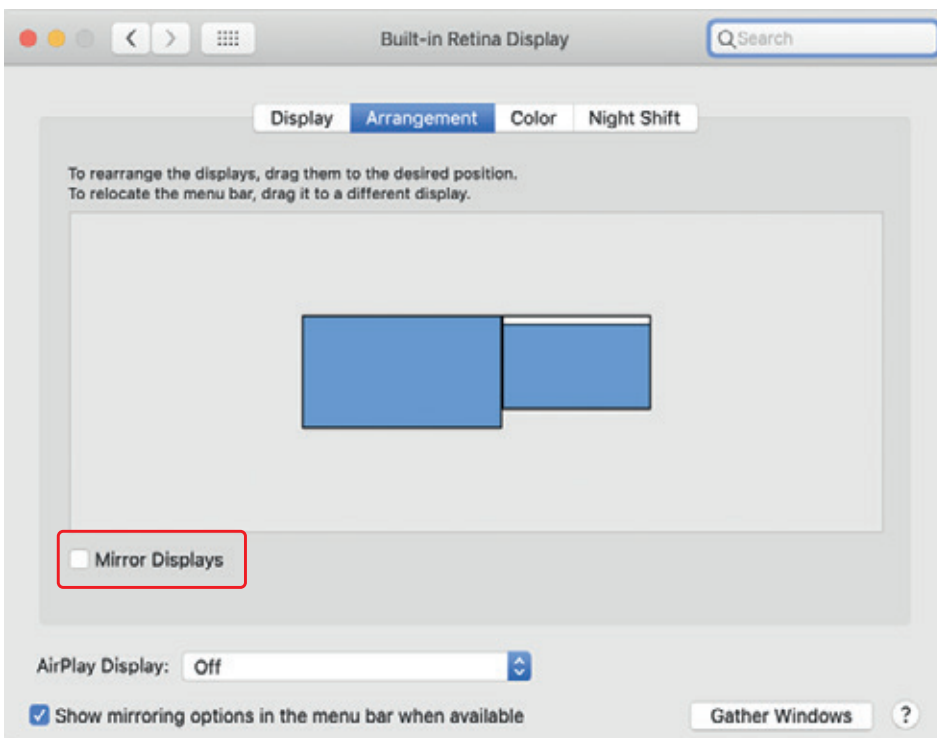 Built-in Retina Display
Search
Display Arrangement Color Night Shift
To rearrange the displays, drag them to the desired position.
To relocate the menu bar, drag it to a different display.
Mirror Displays
AirPlay Display: Off
Show mirroring options in the menu bar when available
Gather Windows ?